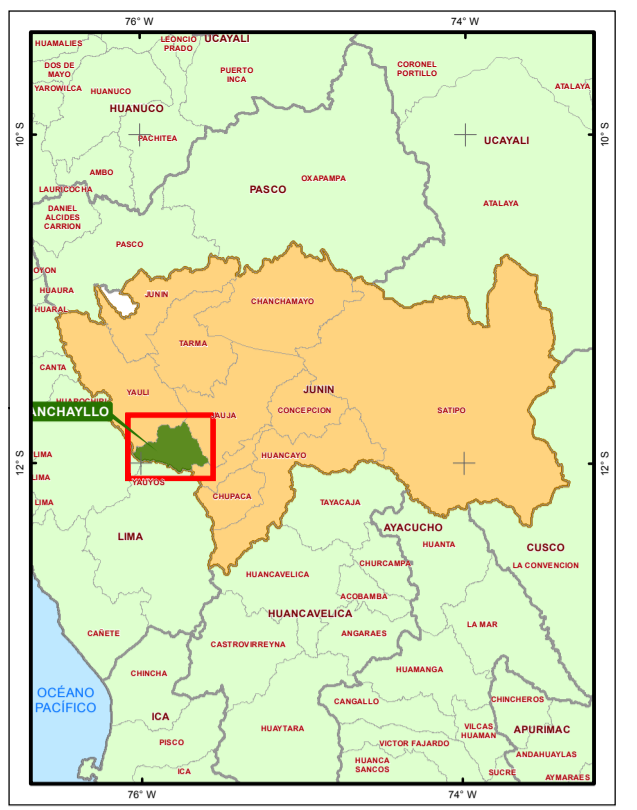 76° W
74° W
HUAMALIES
LEONCIO
PRADO
UCAYALI
DOS DE
MAYO
PUERTO
INCA
CORONEL
PORTILLO
YAROWILCA
HUANUCO
ATALAYA
HUANUCO
10° S
PACHITEA
UCAYALI
10° S
AMBO
LAURICOCHA
PASCO
OXAPAMPA
DANIEL
ALCIDES
CARRION
ATALAYA
PASCO
OYON
HUAURA
JUNIN
CHANCHAMAYO
HUARAL
TARMA
CANTA
YAULI
JUNIN
HUAROCHIRI
ANCHAYLLO
JAUJA
CONCEPCION
SATIPO
LIMA
HUANCAYO
12° S
12° S
LIMA
YAUYOS
CHUPACA
LIMA
TAYACAJA
LIMA
AYACUCHO
HUANTA
CUSCO
CHURCAMPA
LA CONVENCION
HUANCAVELICA
ACOBAMBA
HUANCAVELICA
LA MAR
CAÑETE
ANGARAES
CASTROVIRREYNA
CHINCHA
HUAMANGA
OCÉANO
PACÍFICO
CANGALLO
CHINCHEROS
ICA
HUAYTARA
VILCAS
HUAMAN
APURIMAC
PISCO
VICTOR FAJARDO
ANDAHUAYLAS
HUANCA
SANCOS
ICA
SUCRE
AYMARAES
76° W
74° W